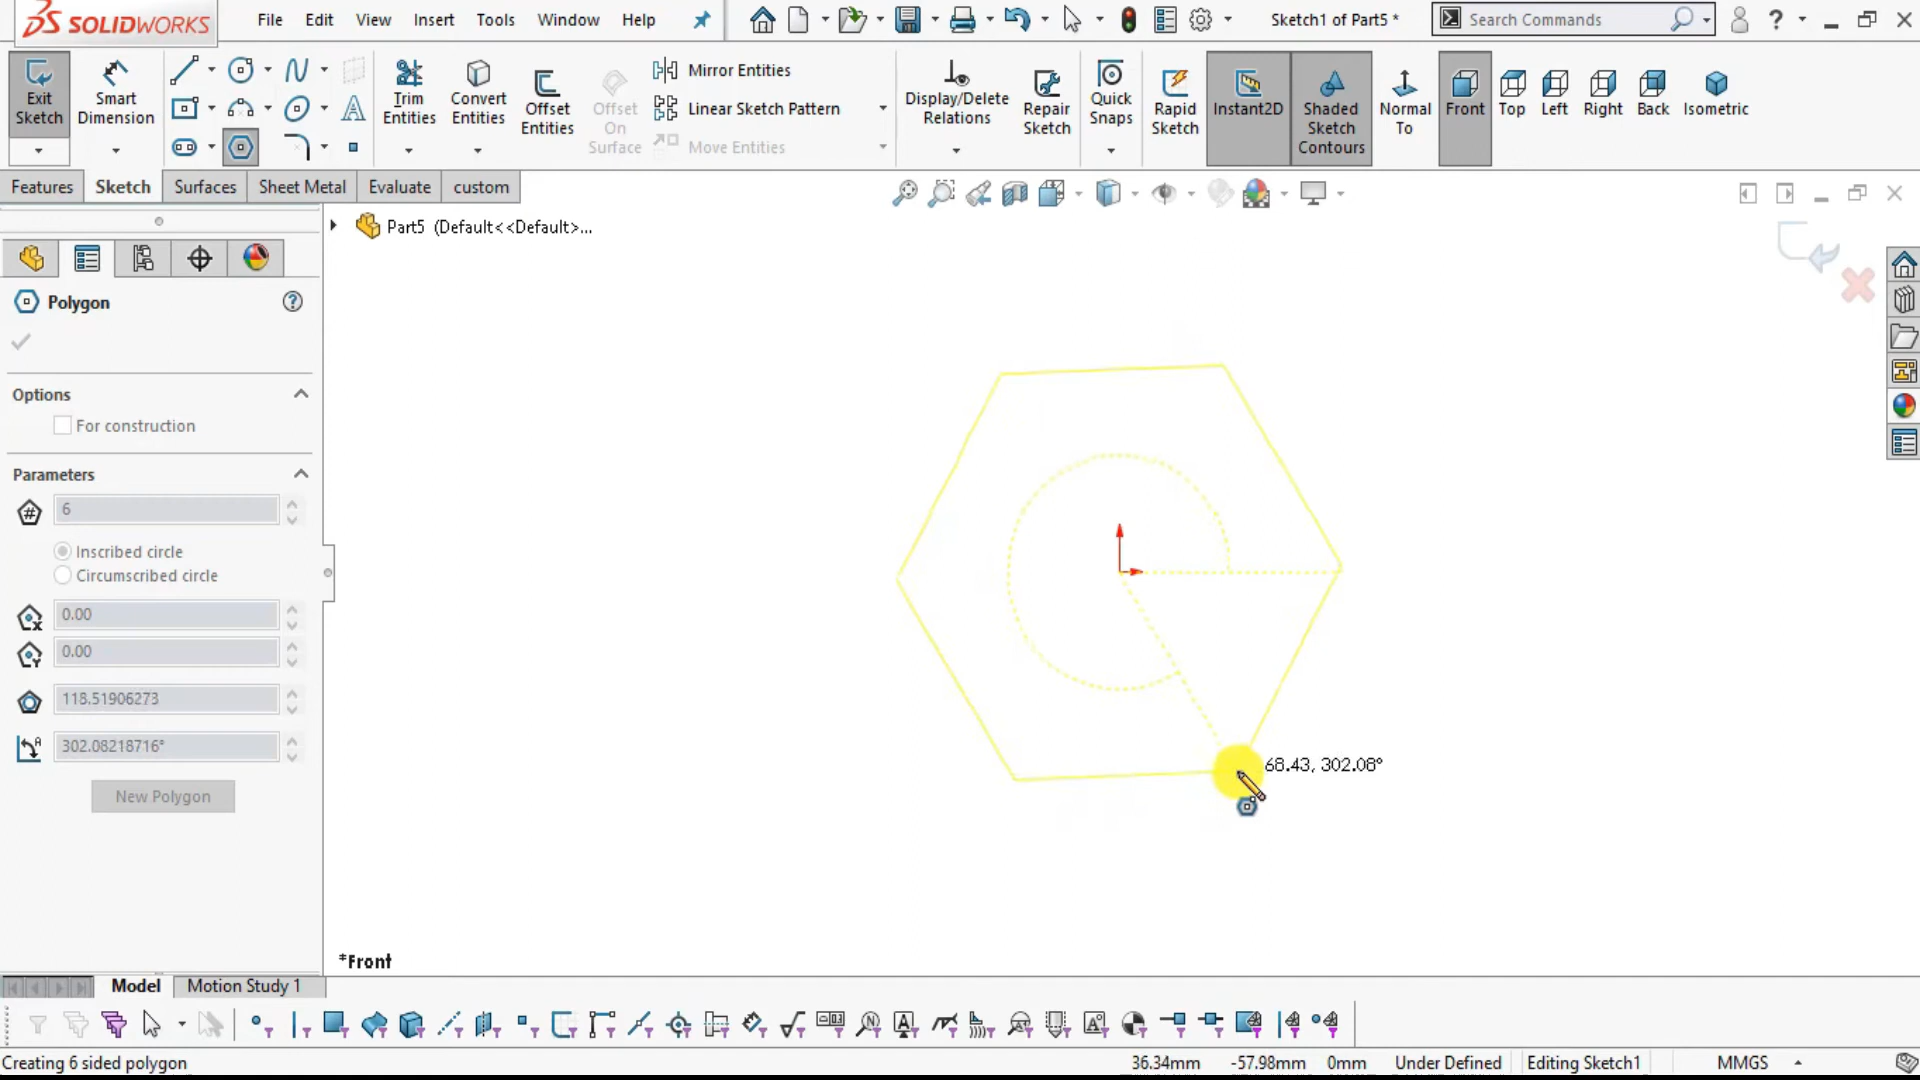 SOLIDWORKS
File Edit View Insert Tools Window Help
Sketch1 of Part5 *
Search Commands
Exit Sketch
Smart Dimension
Trim Entities
Convert Entities
Offset Entities
Offset On Surface
Mirror Entities
Linear Sketch Pattern
Move Entities
Display/Delete Relations
Repair Sketch
Quick Snaps
Rapid Sketch
Instant2D
Shaded Sketch Contours
Normal To
Front
Top
Left
Right
Back
Isometric
Features Sketch Surfaces Sheet Metal Evaluate custom
Part5 (Default<<Default>...
Polygon
Options
For construction
Parameters
6
Inscribed circle
Circumscribed circle
0.00
0.00
118.51906273
302.08218716°
New Polygon
68.43, 302.08°
*Front
Model Motion Study 1
Creating 6 sided polygon
36.34mm -57.98mm 0mm Under Defined Editing Sketch1 MMGS